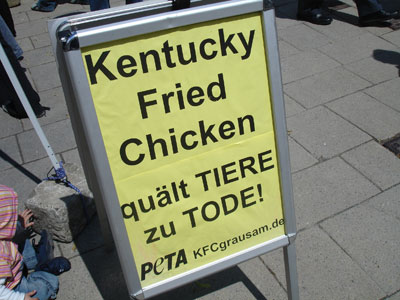 Kentucky
Fried
Chicken
quält TIERE
zu TODE!
PETA KFCgrausam.de